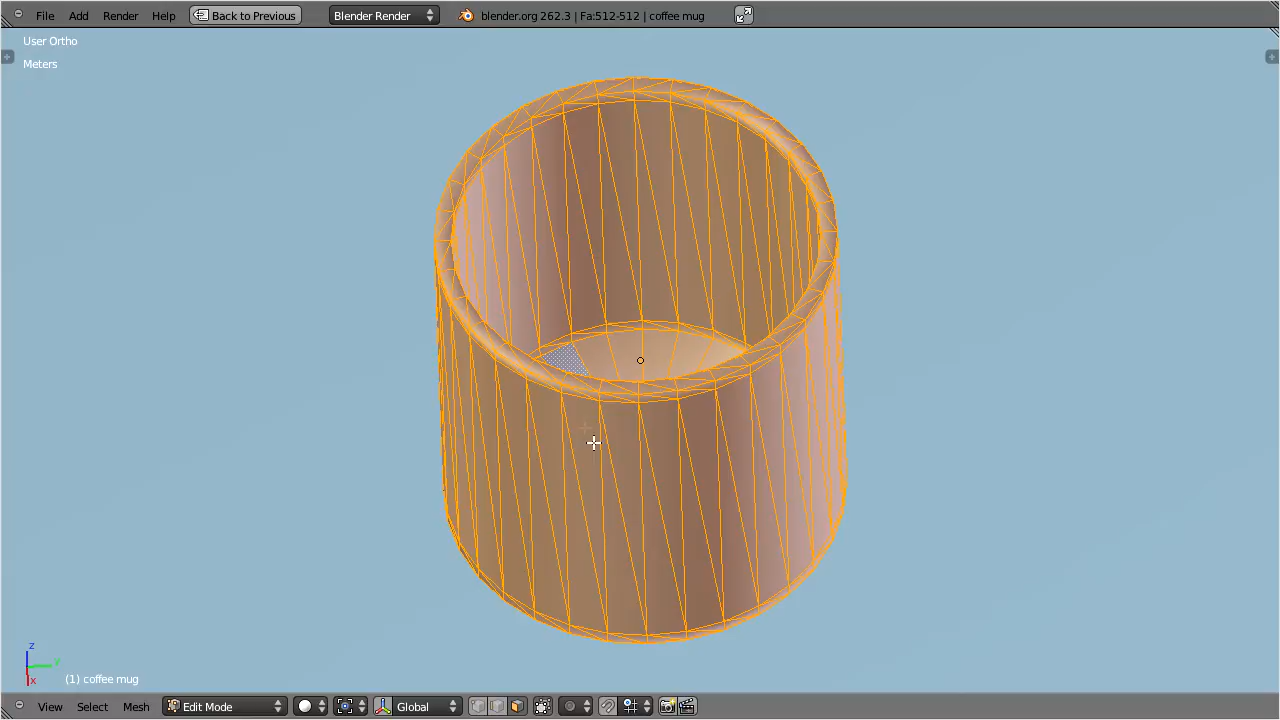 File Add Render Help Back to Previous Blender Render blender.org 262.3 | Fa:512-512 | coffee mug
User Ortho
Meters
z
y
x
(1) coffee mug
View Select Mesh Edit Mode Global